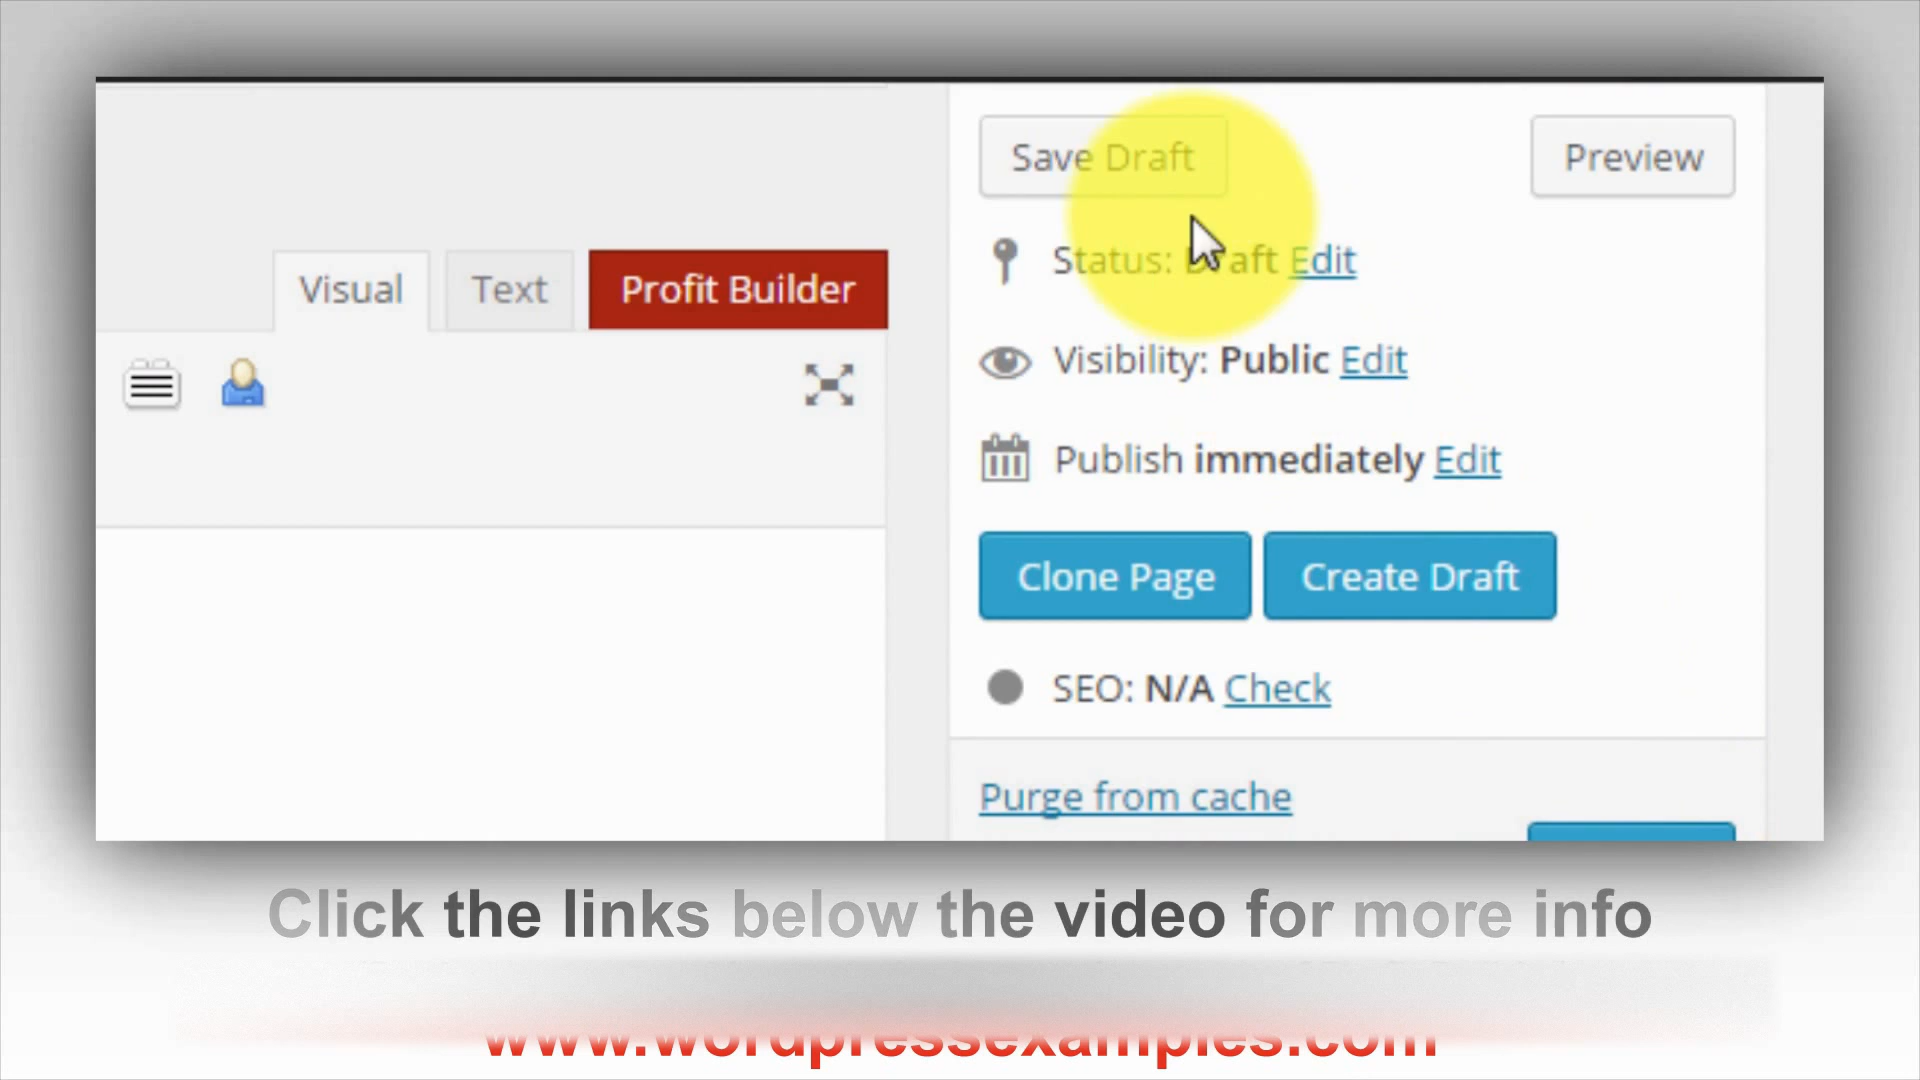 Save Draft
Preview
Status: Draft Edit
Visual Text Profit Builder
Visibility: Public Edit
Publish immediately Edit
Clone Page Create Draft
SEO: N/A Check
Purge from cache
Click the links below the video for more info
www.wordpressexamples.com